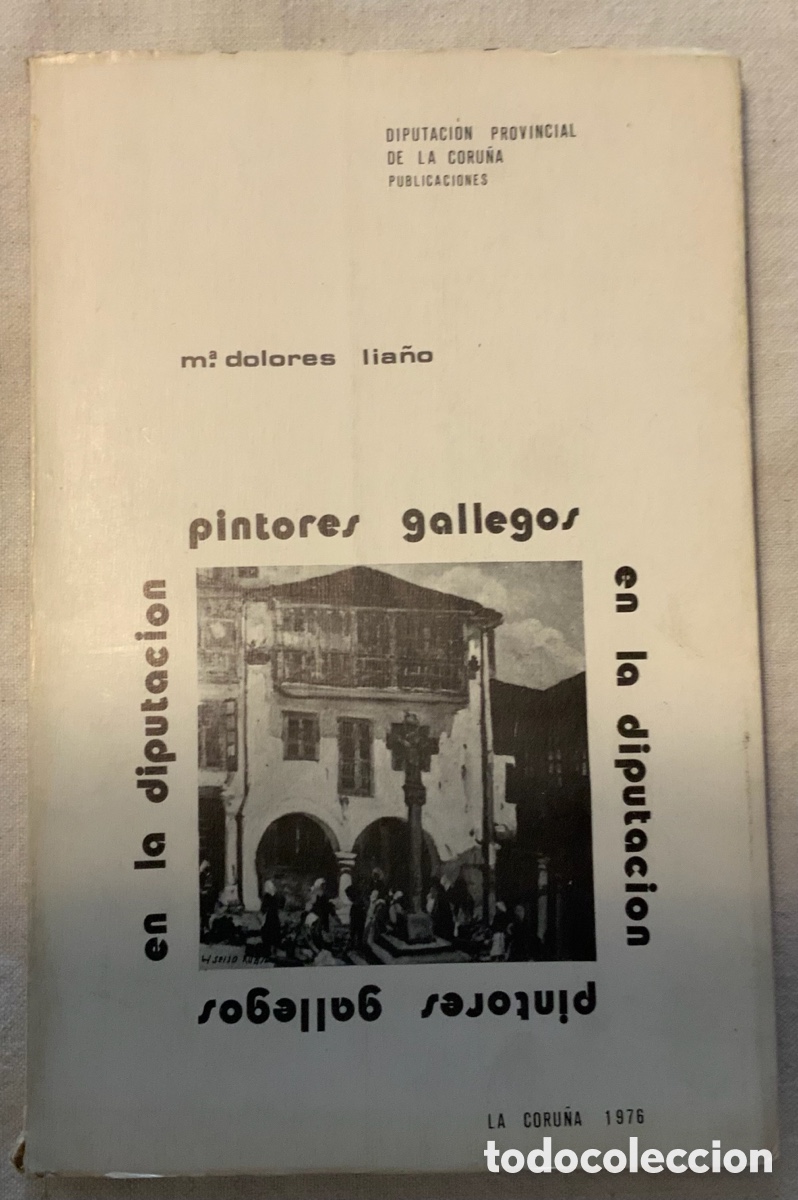 DIPUTACIÓN PROVINCIAL
DE LA CORUÑA
PUBLICACIONES
mª dolores liaño
pintores gallegos
en la diputacion
pintores gallegos
en la diputacion
LA CORUÑA 1976
todocoleccion